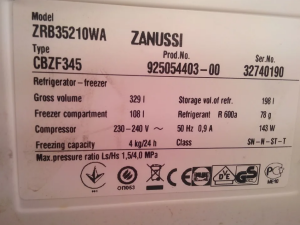 Model
ZRB35210WA ZANUSSI
Type Prod.No. Ser.No.
CBZF345 925054403-00 32740190
Refrigerator - freezer
Gross volume 329 l Storage vol. of refr. 198 l
Freezer compartment 108 l Refrigerant R 600a 78 g
Compressor 230-240 V ~ 50 Hz 0,9 A 143 W
Freezing capacity 4 kg/24 h Class SN-N-ST-T
Max. pressure ratio Ls/Hs 1,5/4,0 MPa